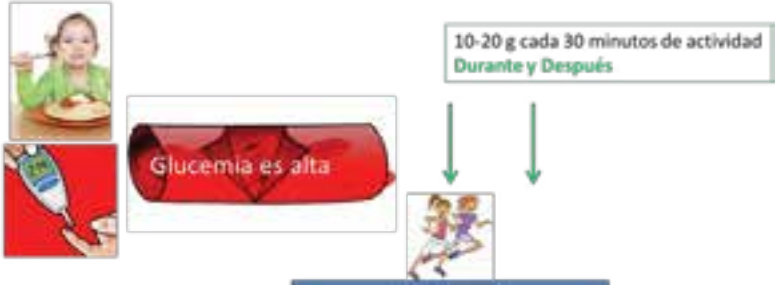 10-20 g cada 30 minutos de actividad
Durante y Después
Glucemia es alta